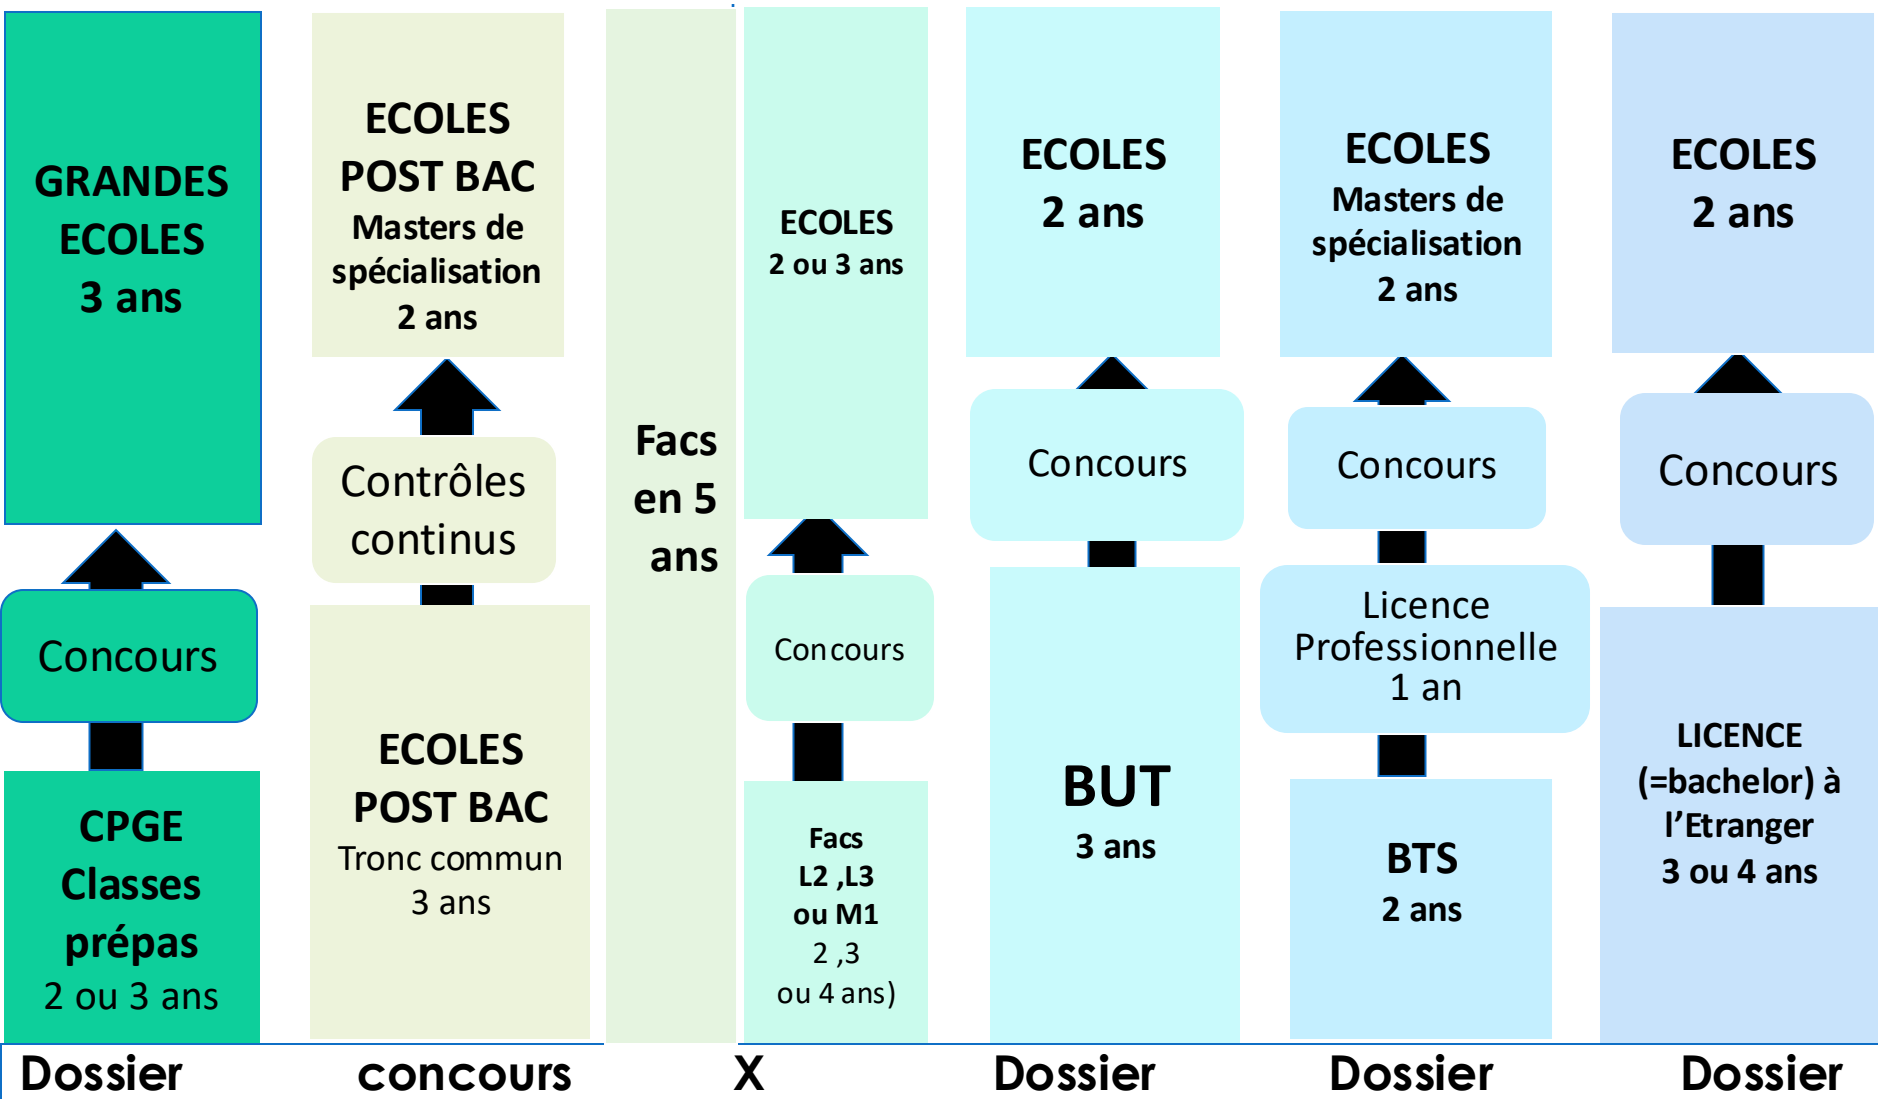 GRANDES
ECOLES
3 ans
Concours
CPGE
Classes
prépas
2 ou 3 ans
Dossier
ECOLES
POST BAC
Masters de
spécialisation
2 ans
Contrôles
continus
ECOLES
POST BAC
Tronc commun
3 ans
concours
Facs
en 5
ans
ECOLES
2 ou 3 ans
Concours
Facs
L2 ,L3
ou M1
2 ,3
ou 4 ans)
X
ECOLES
2 ans
Concours
BUT
3 ans
Dossier
ECOLES
Masters de
spécialisation
2 ans
Concours
Licence
Professionnelle
1 an
BTS
2 ans
Dossier
ECOLES
2 ans
Concours
LICENCE
(=bachelor) à
l’Etranger
3 ou 4 ans
Dossier